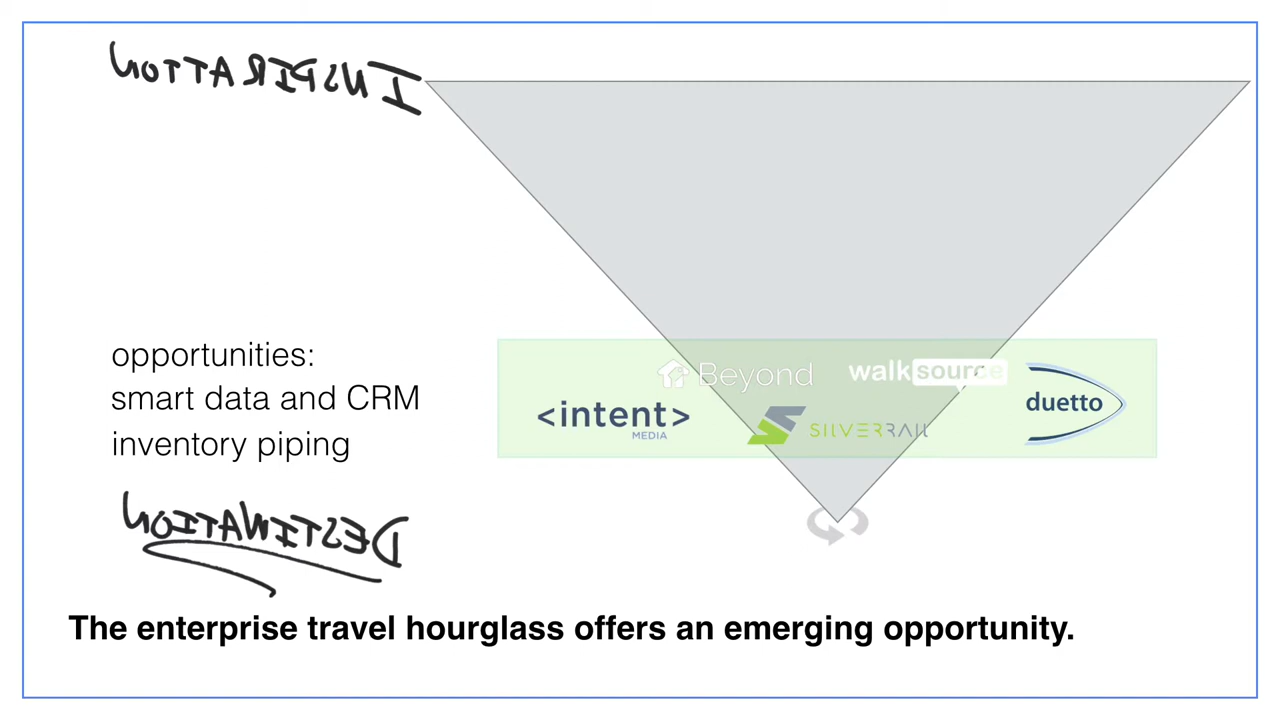 INSPIRATION
opportunities:
smart data and CRM
inventory piping
Beyond
walksource
<intent>
MEDIA
SILVERRAIL
duetto
DESTINATION
The enterprise travel hourglass offers an emerging opportunity.